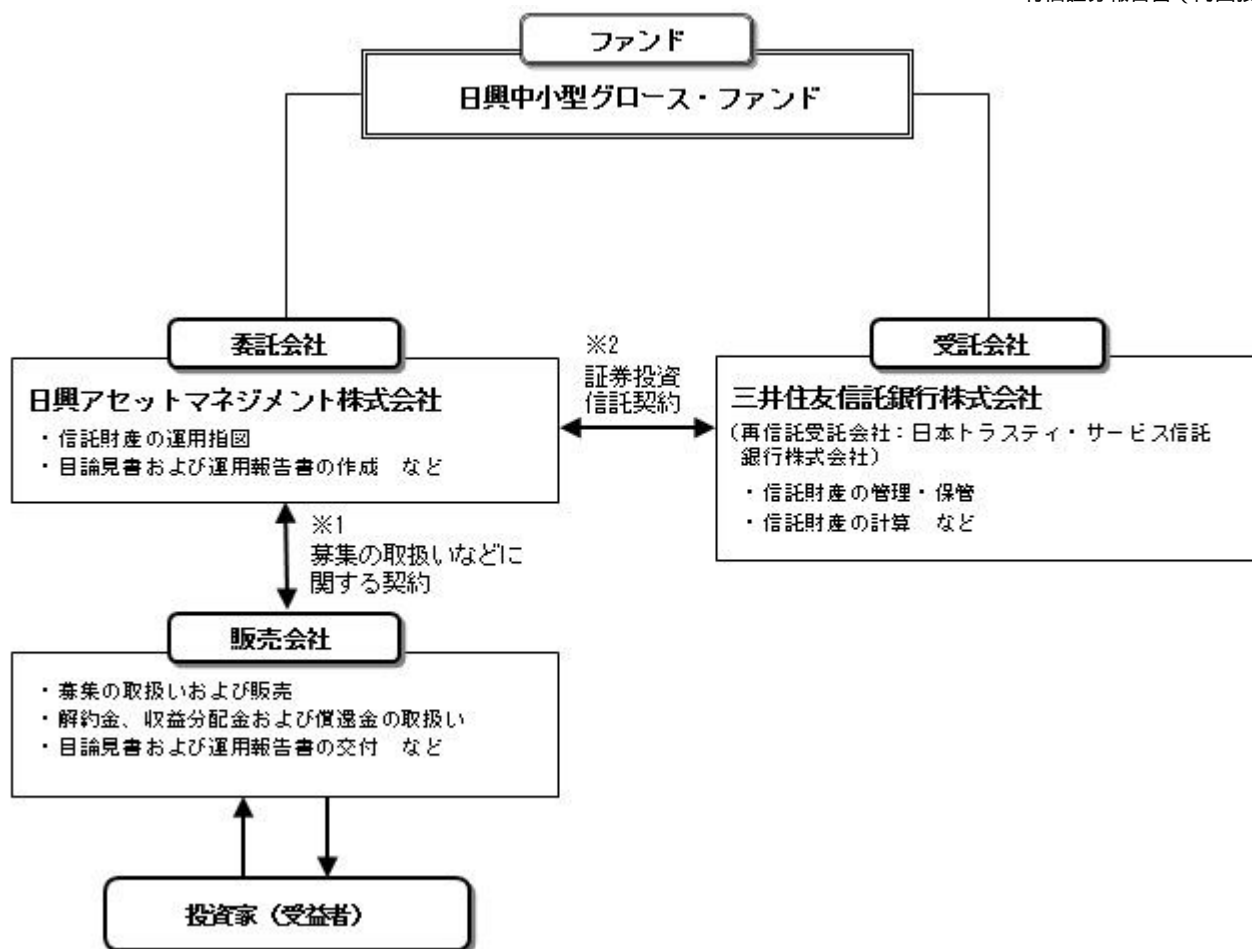 ファンド
日興中小型グロース・ファンド
委託会社
日興アセットマネジメント株式会社
・信託財産の運用指図
・目論見書および運用報告書の作成　など
※2
証券投資
信託契約
受託会社
三井住友信託銀行株式会社
（再信託受託会社：日本トラスティ・サービス信託
銀行株式会社）
・信託財産の管理・保管
・信託財産の計算　など
※1
募集の取扱いなどに
関する契約
販売会社
・募集の取扱いおよび販売
・解約金、収益分配金および償還金の取扱い
・目論見書および運用報告書の交付　など
投資家（受益者）